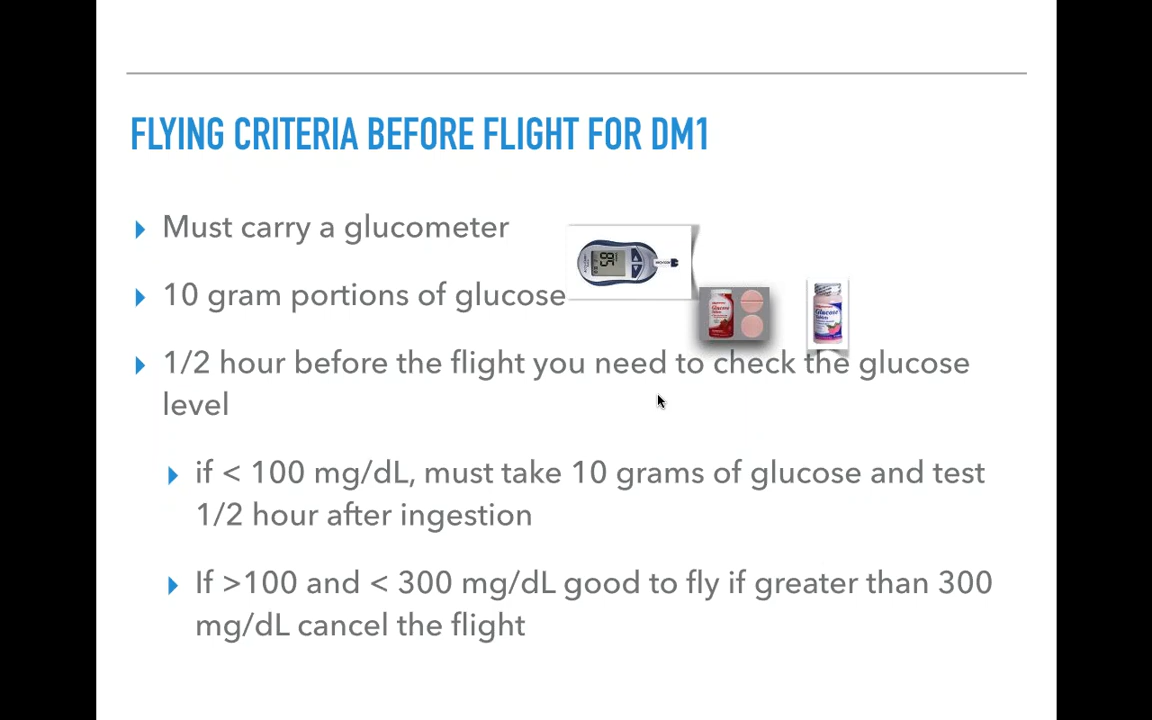 FLYING CRITERIA BEFORE FLIGHT FOR DM1
Must carry a glucometer
10 gram portions of glucose
1/2 hour before the flight you need to check the glucose
level
if < 100 mg/dL, must take 10 grams of glucose and test
1/2 hour after ingestion
If >100 and < 300 mg/dL good to fly if greater than 300
mg/dL cancel the flight
Glucose
Glucose